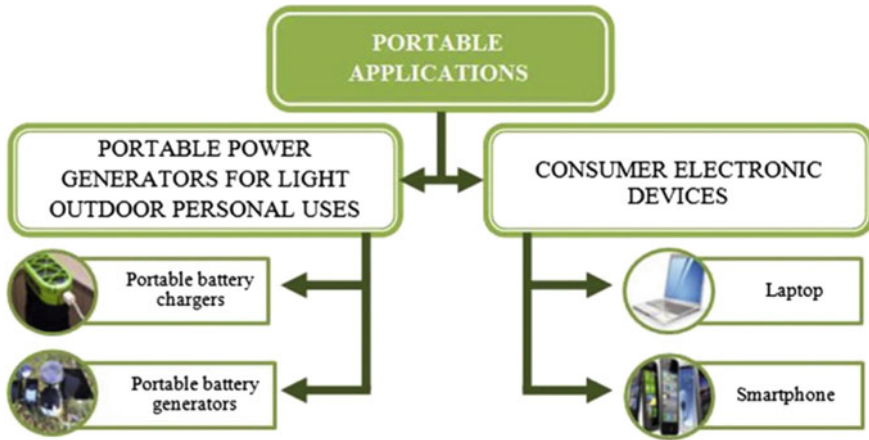 PORTABLE
APPLICATIONS
PORTABLE POWER
GENERATORS FOR LIGHT
OUTDOOR PERSONAL USES
CONSUMER ELECTRONIC
DEVICES
Portable battery
chargers
Laptop
Portable battery
generators
Smartphone